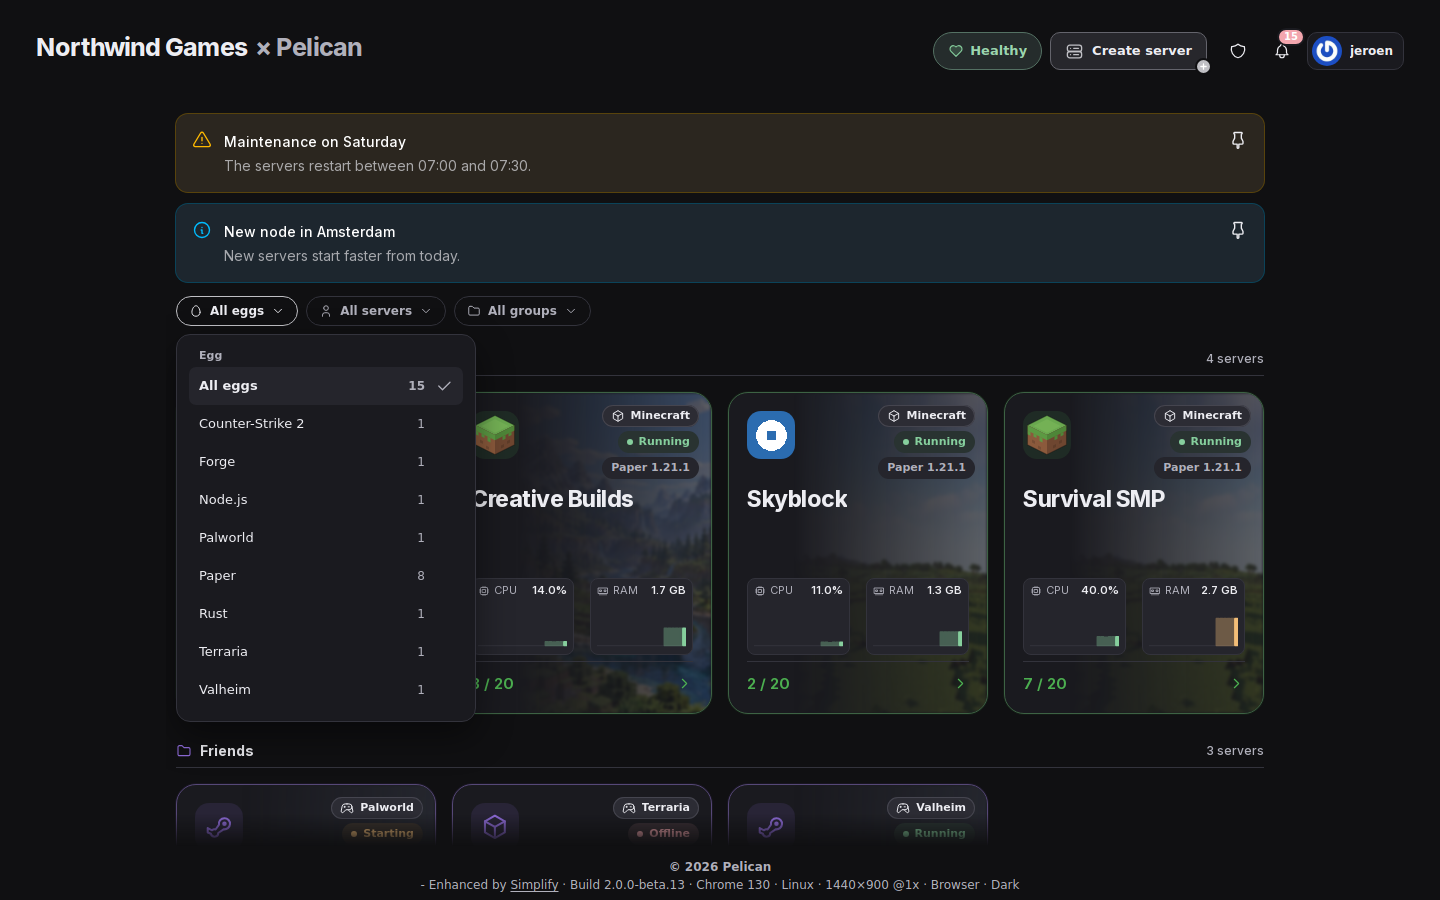 Northwind Games × Pelican
Healthy
Create server
15
jeroen
Maintenance on Saturday
The servers restart between 07:00 and 07:30.
New node in Amsterdam
New servers start faster from today.
All eggs
All servers
All groups
Egg
All eggs 15
Counter-Strike 2 1
Forge 1
Node.js 1
Palworld 1
Paper 8
Rust 1
Terraria 1
Valheim 1
4 servers
Minecraft
Running
Paper 1.21.1
Creative Builds
CPU 14.0%
RAM 1.7 GB
/ 20
Minecraft
Running
Paper 1.21.1
Skyblock
CPU 11.0%
RAM 1.3 GB
2 / 20
Minecraft
Running
Paper 1.21.1
Survival SMP
CPU 40.0%
RAM 2.7 GB
7 / 20
Friends
3 servers
Palworld
Starting
Terraria
Offline
Valheim
Running
© 2026 Pelican
- Enhanced by Simplify · Build 2.0.0-beta.13 · Chrome 130 · Linux · 1440×900 @1x · Browser · Dark